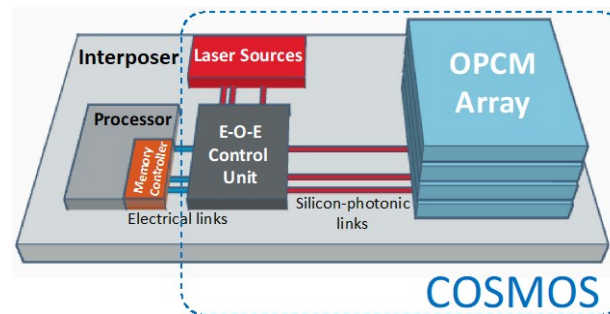 Interposer
Laser Sources
OPCM
Array
Processor
E-O-E
Control
Unit
Memory
Controller
Electrical links
Silicon-photonic
links
COSMOS